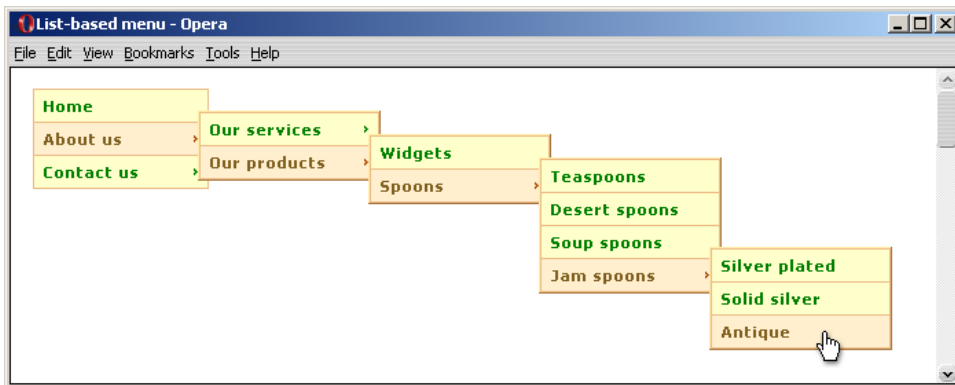 List-based menu - Opera
File Edit View Bookmarks Tools Help
Home
About us
Contact us
Our services
Our products
Widgets
Spoons
Teaspoons
Desert spoons
Soup spoons
Jam spoons
Silver plated
Solid silver
Antique